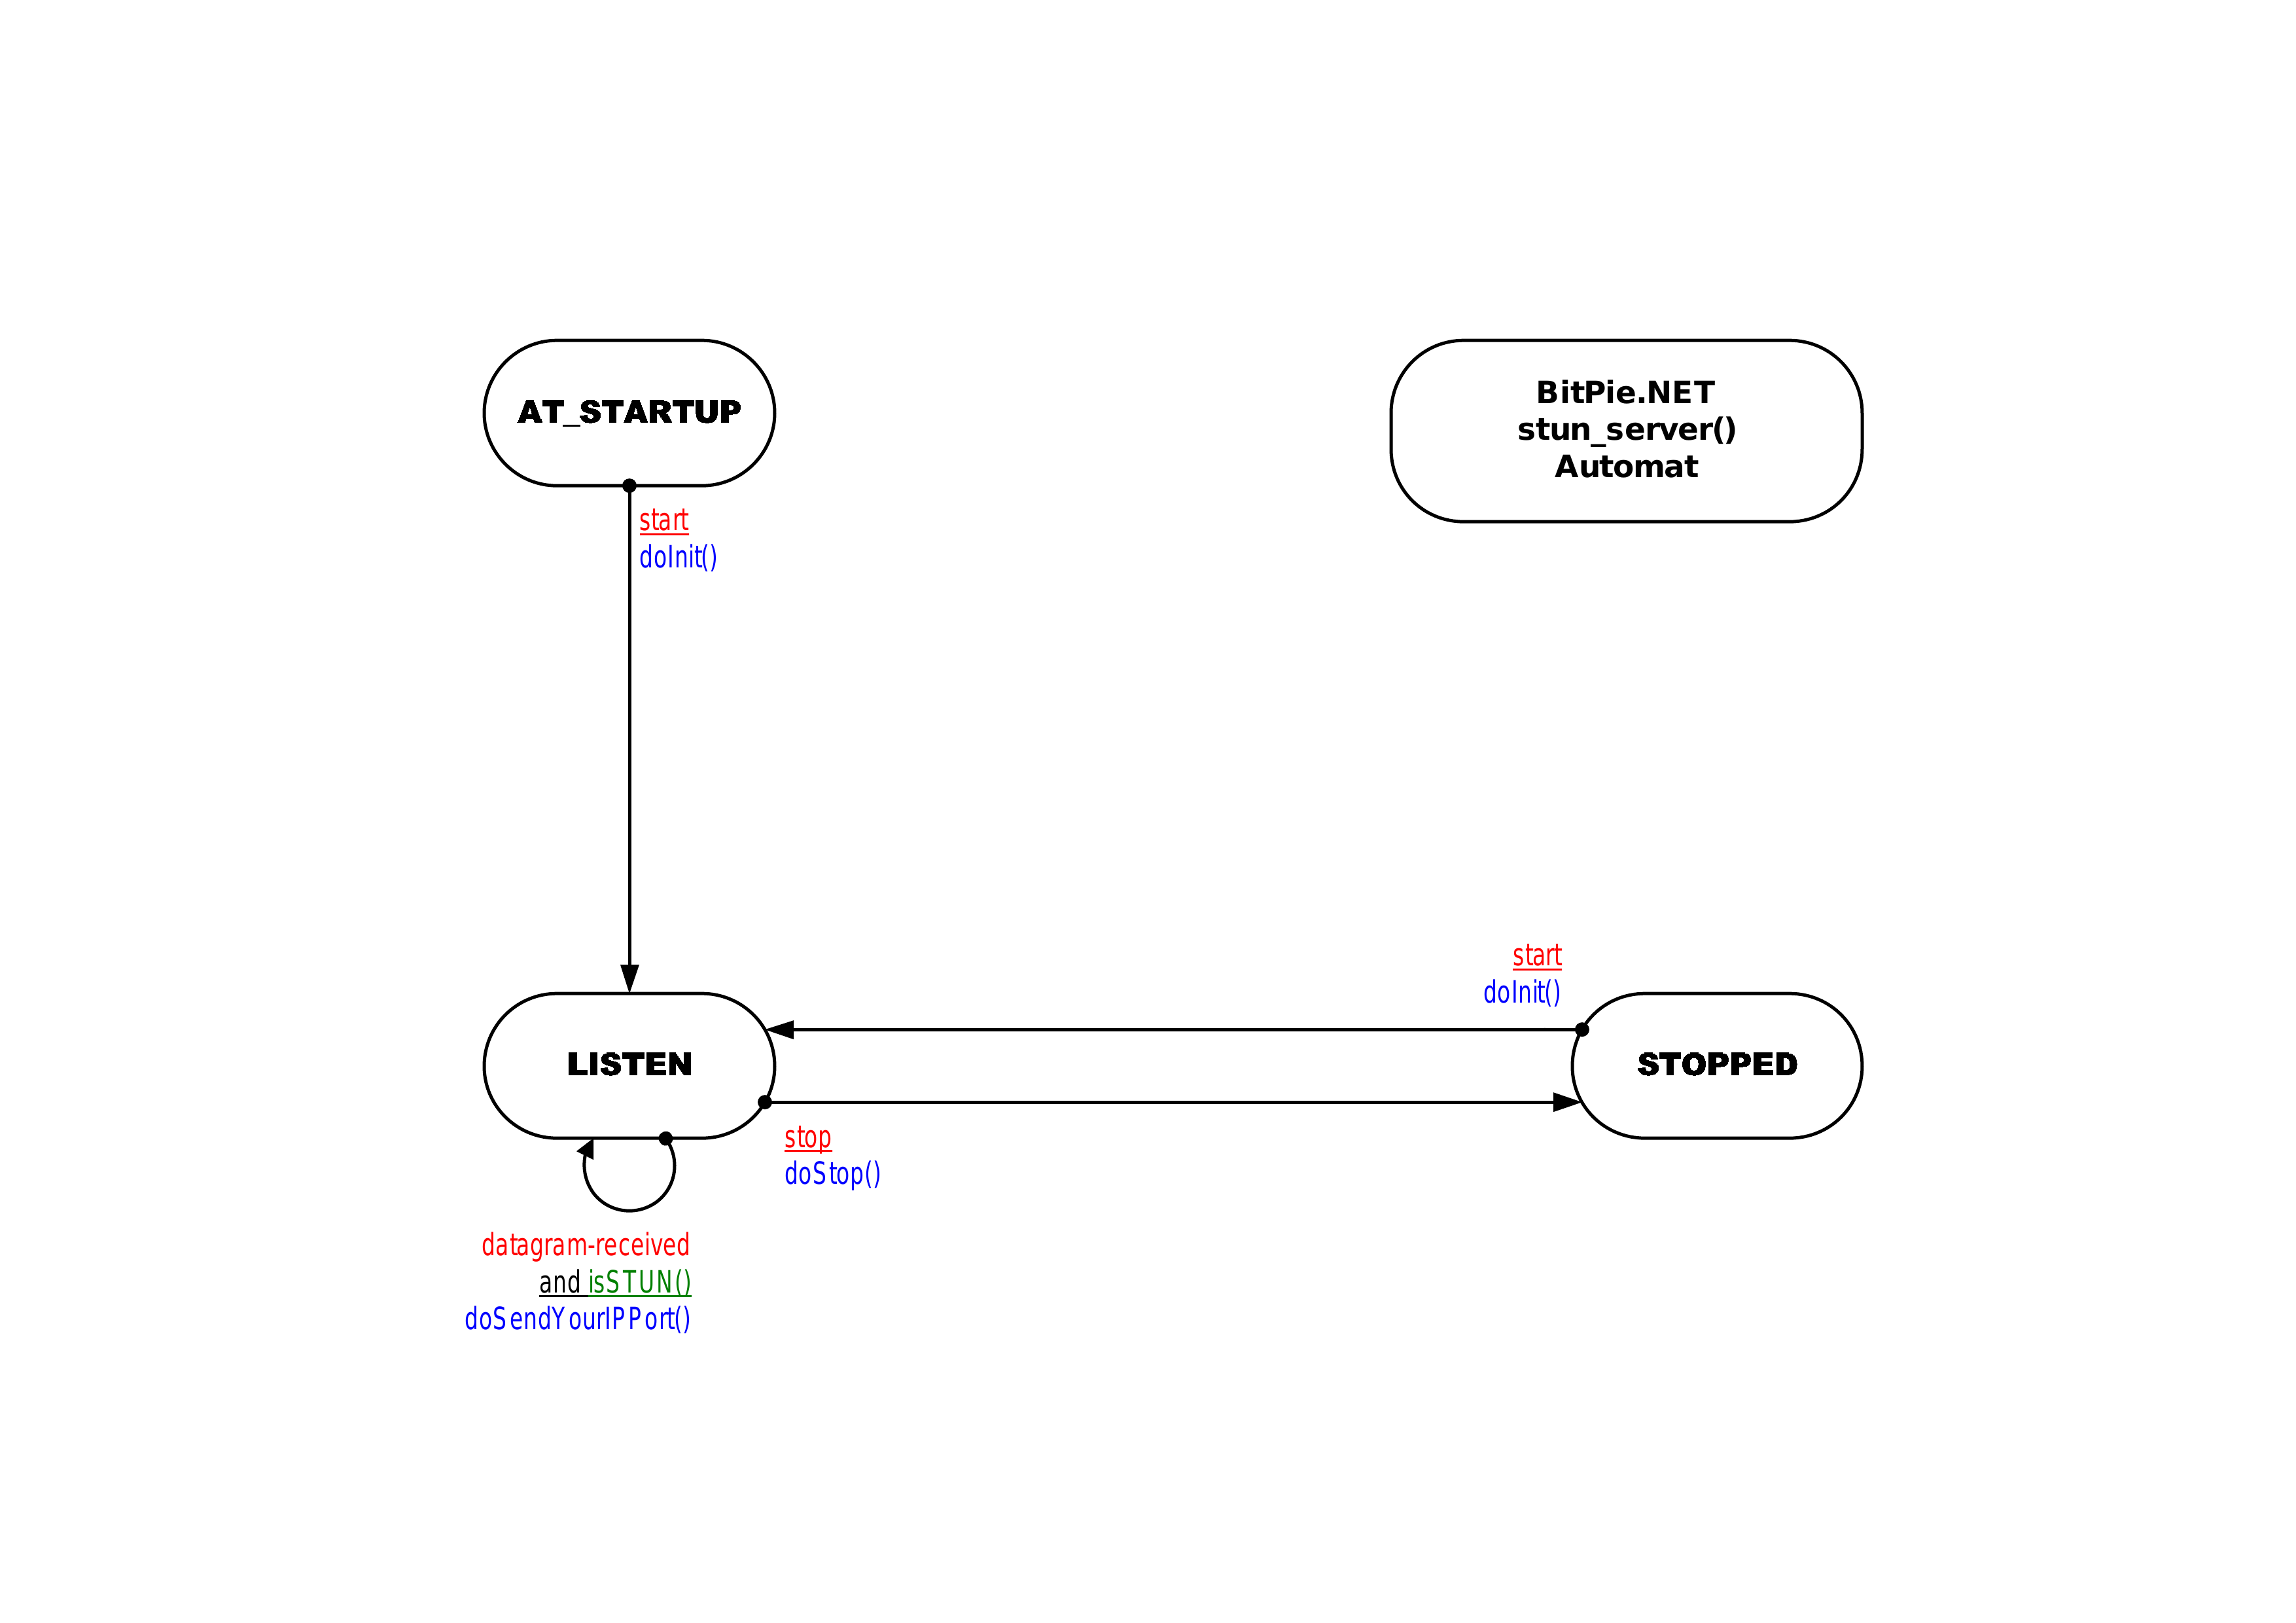 AT_STARTUP
BitPie.NET
stun_server()
Automat
start
doInit()
start
doInit()
LISTEN
STOPPED
stop
doStop()
datagram-received
and isSTUN()
doSendYourIPPort()